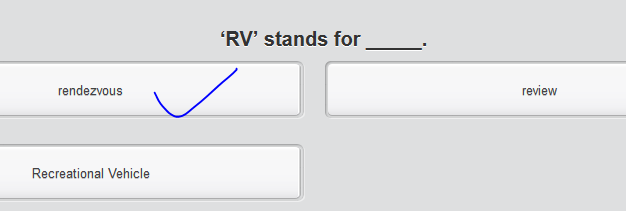 ‘RV’ stands for _____.
rendezvous
review
Recreational Vehicle